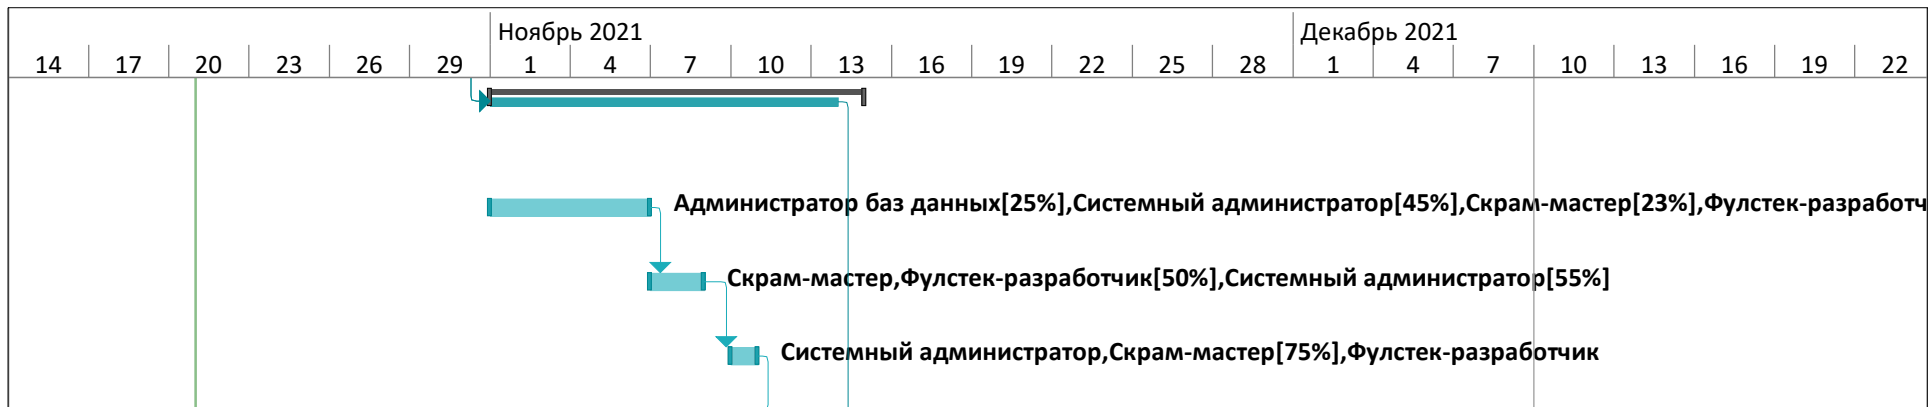 Ноябрь 2021 Декабрь 2021
14 17 20 23 26 29 1 4 7 10 13 16 19 22 25 28 1 4 7 10 13 16 19 22
Администратор баз данных[25%],Системный администратор[45%],Скрам-мастер[23%],Фулстек-разработч
Скрам-мастер,Фулстек-разработчик[50%],Системный администратор[55%]
Системный администратор,Скрам-мастер[75%],Фулстек-разработчик